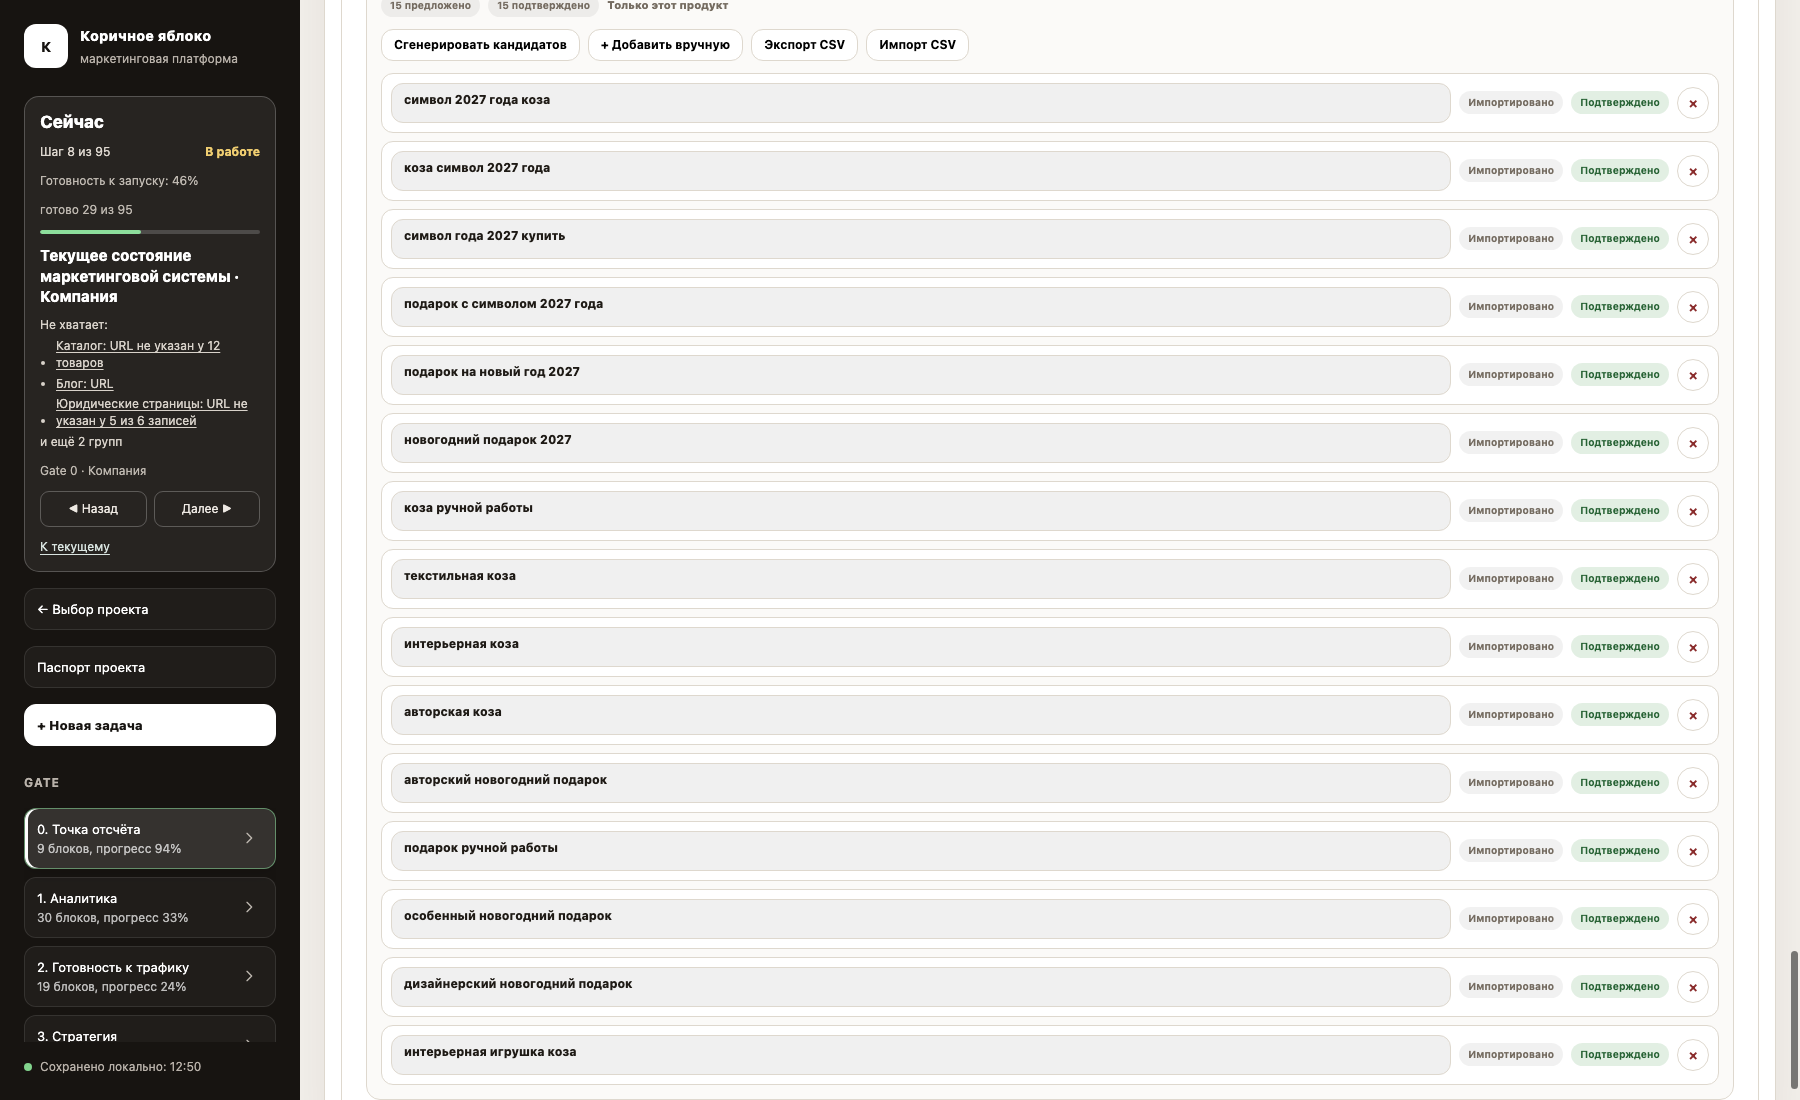 К
Коричное яблоко
маркетинговая платформа
Сейчас
Шаг 8 из 95
В работе
Готовность к запуску: 46%
готово 29 из 95
Текущее состояние
маркетинговой системы ·
Компания
Не хватает:
Каталог: URL не указан у 12
товаров
Блог: URL
Юридические страницы: URL не
указан у 5 из 6 записей
и ещё 2 групп
Gate 0 · Компания
◀ Назад
Далее ▶
К текущему
← Выбор проекта
Паспорт проекта
+ Новая задача
GATE
0. Точка отсчёта
9 блоков, прогресс 94%
1. Аналитика
30 блоков, прогресс 33%
2. Готовность к трафику
19 блоков, прогресс 24%
3. Стратегия
Сохранено локально: 12:50
15 предложено
15 подтверждено
Только этот продукт
Сгенерировать кандидатов
+ Добавить вручную
Экспорт CSV
Импорт CSV
символ 2027 года коза
Импортировано
Подтверждено
×
коза символ 2027 года
Импортировано
Подтверждено
×
символ года 2027 купить
Импортировано
Подтверждено
×
подарок с символом 2027 года
Импортировано
Подтверждено
×
подарок на новый год 2027
Импортировано
Подтверждено
×
новогодний подарок 2027
Импортировано
Подтверждено
×
коза ручной работы
Импортировано
Подтверждено
×
текстильная коза
Импортировано
Подтверждено
×
интерьерная коза
Импортировано
Подтверждено
×
авторская коза
Импортировано
Подтверждено
×
авторский новогодний подарок
Импортировано
Подтверждено
×
подарок ручной работы
Импортировано
Подтверждено
×
особенный новогодний подарок
Импортировано
Подтверждено
×
дизайнерский новогодний подарок
Импортировано
Подтверждено
×
интерьерная игрушка коза
Импортировано
Подтверждено
×